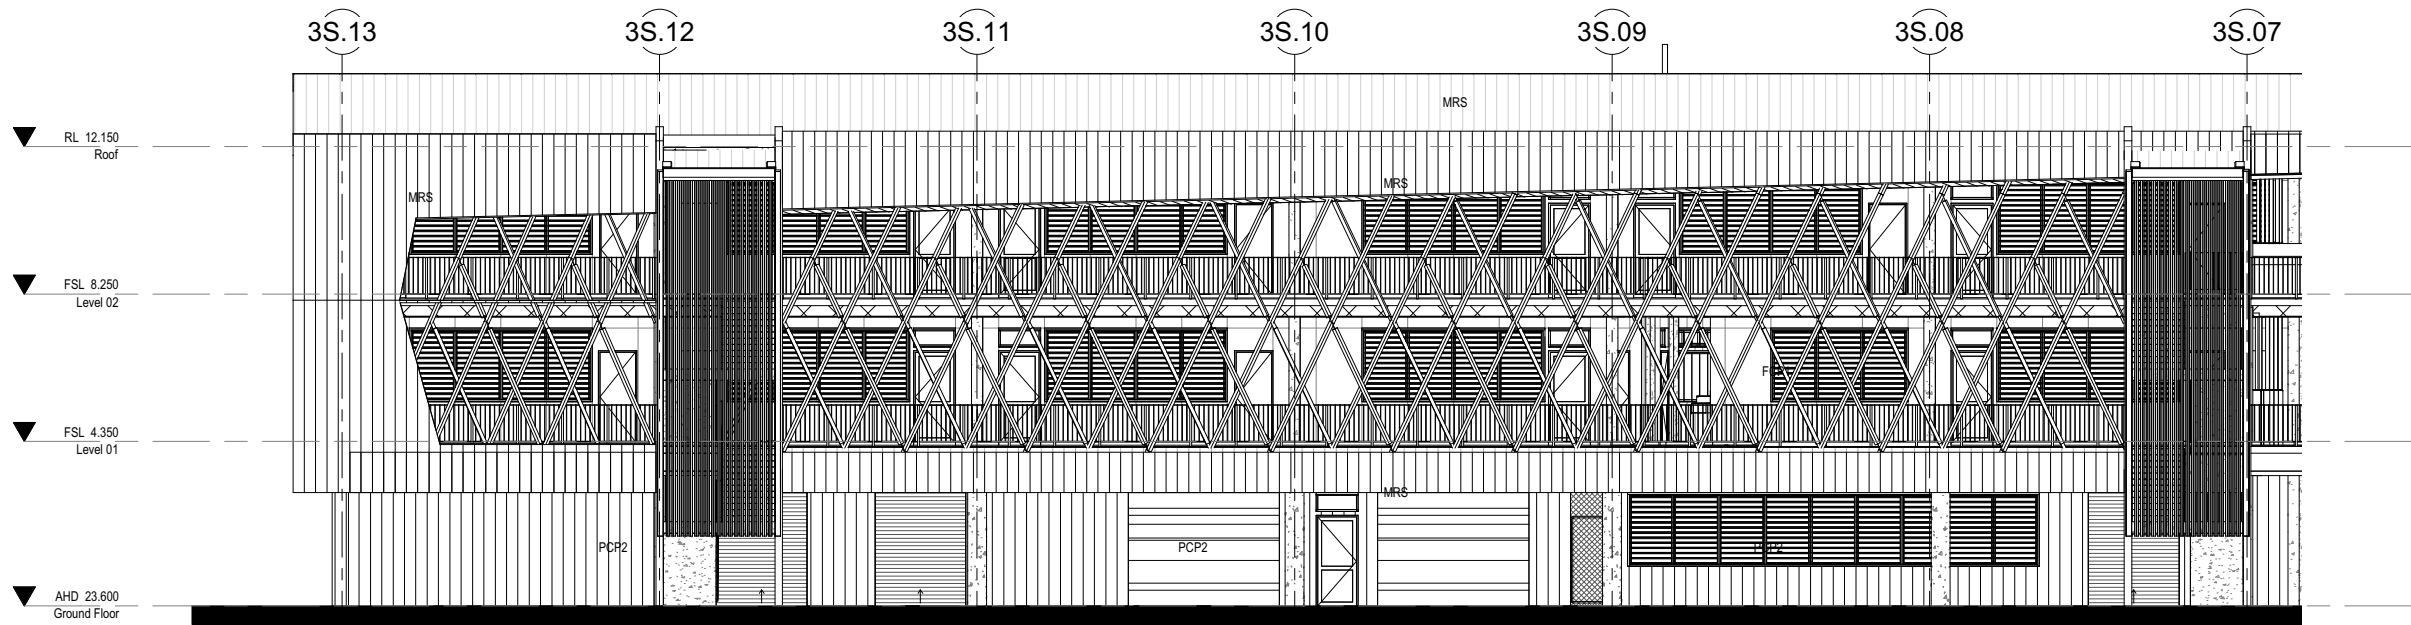 3S.13 3S.12 3S.11 3S.10 3S.09 3S.08 3S.07
MRS
RL 12.150
Roof
MRS
MRS
FSL 8.250
Level 02
FSL 4.350
Level 01
MRS
PCP2
PCP2
PCP2
AHD 23.600
Ground Floor